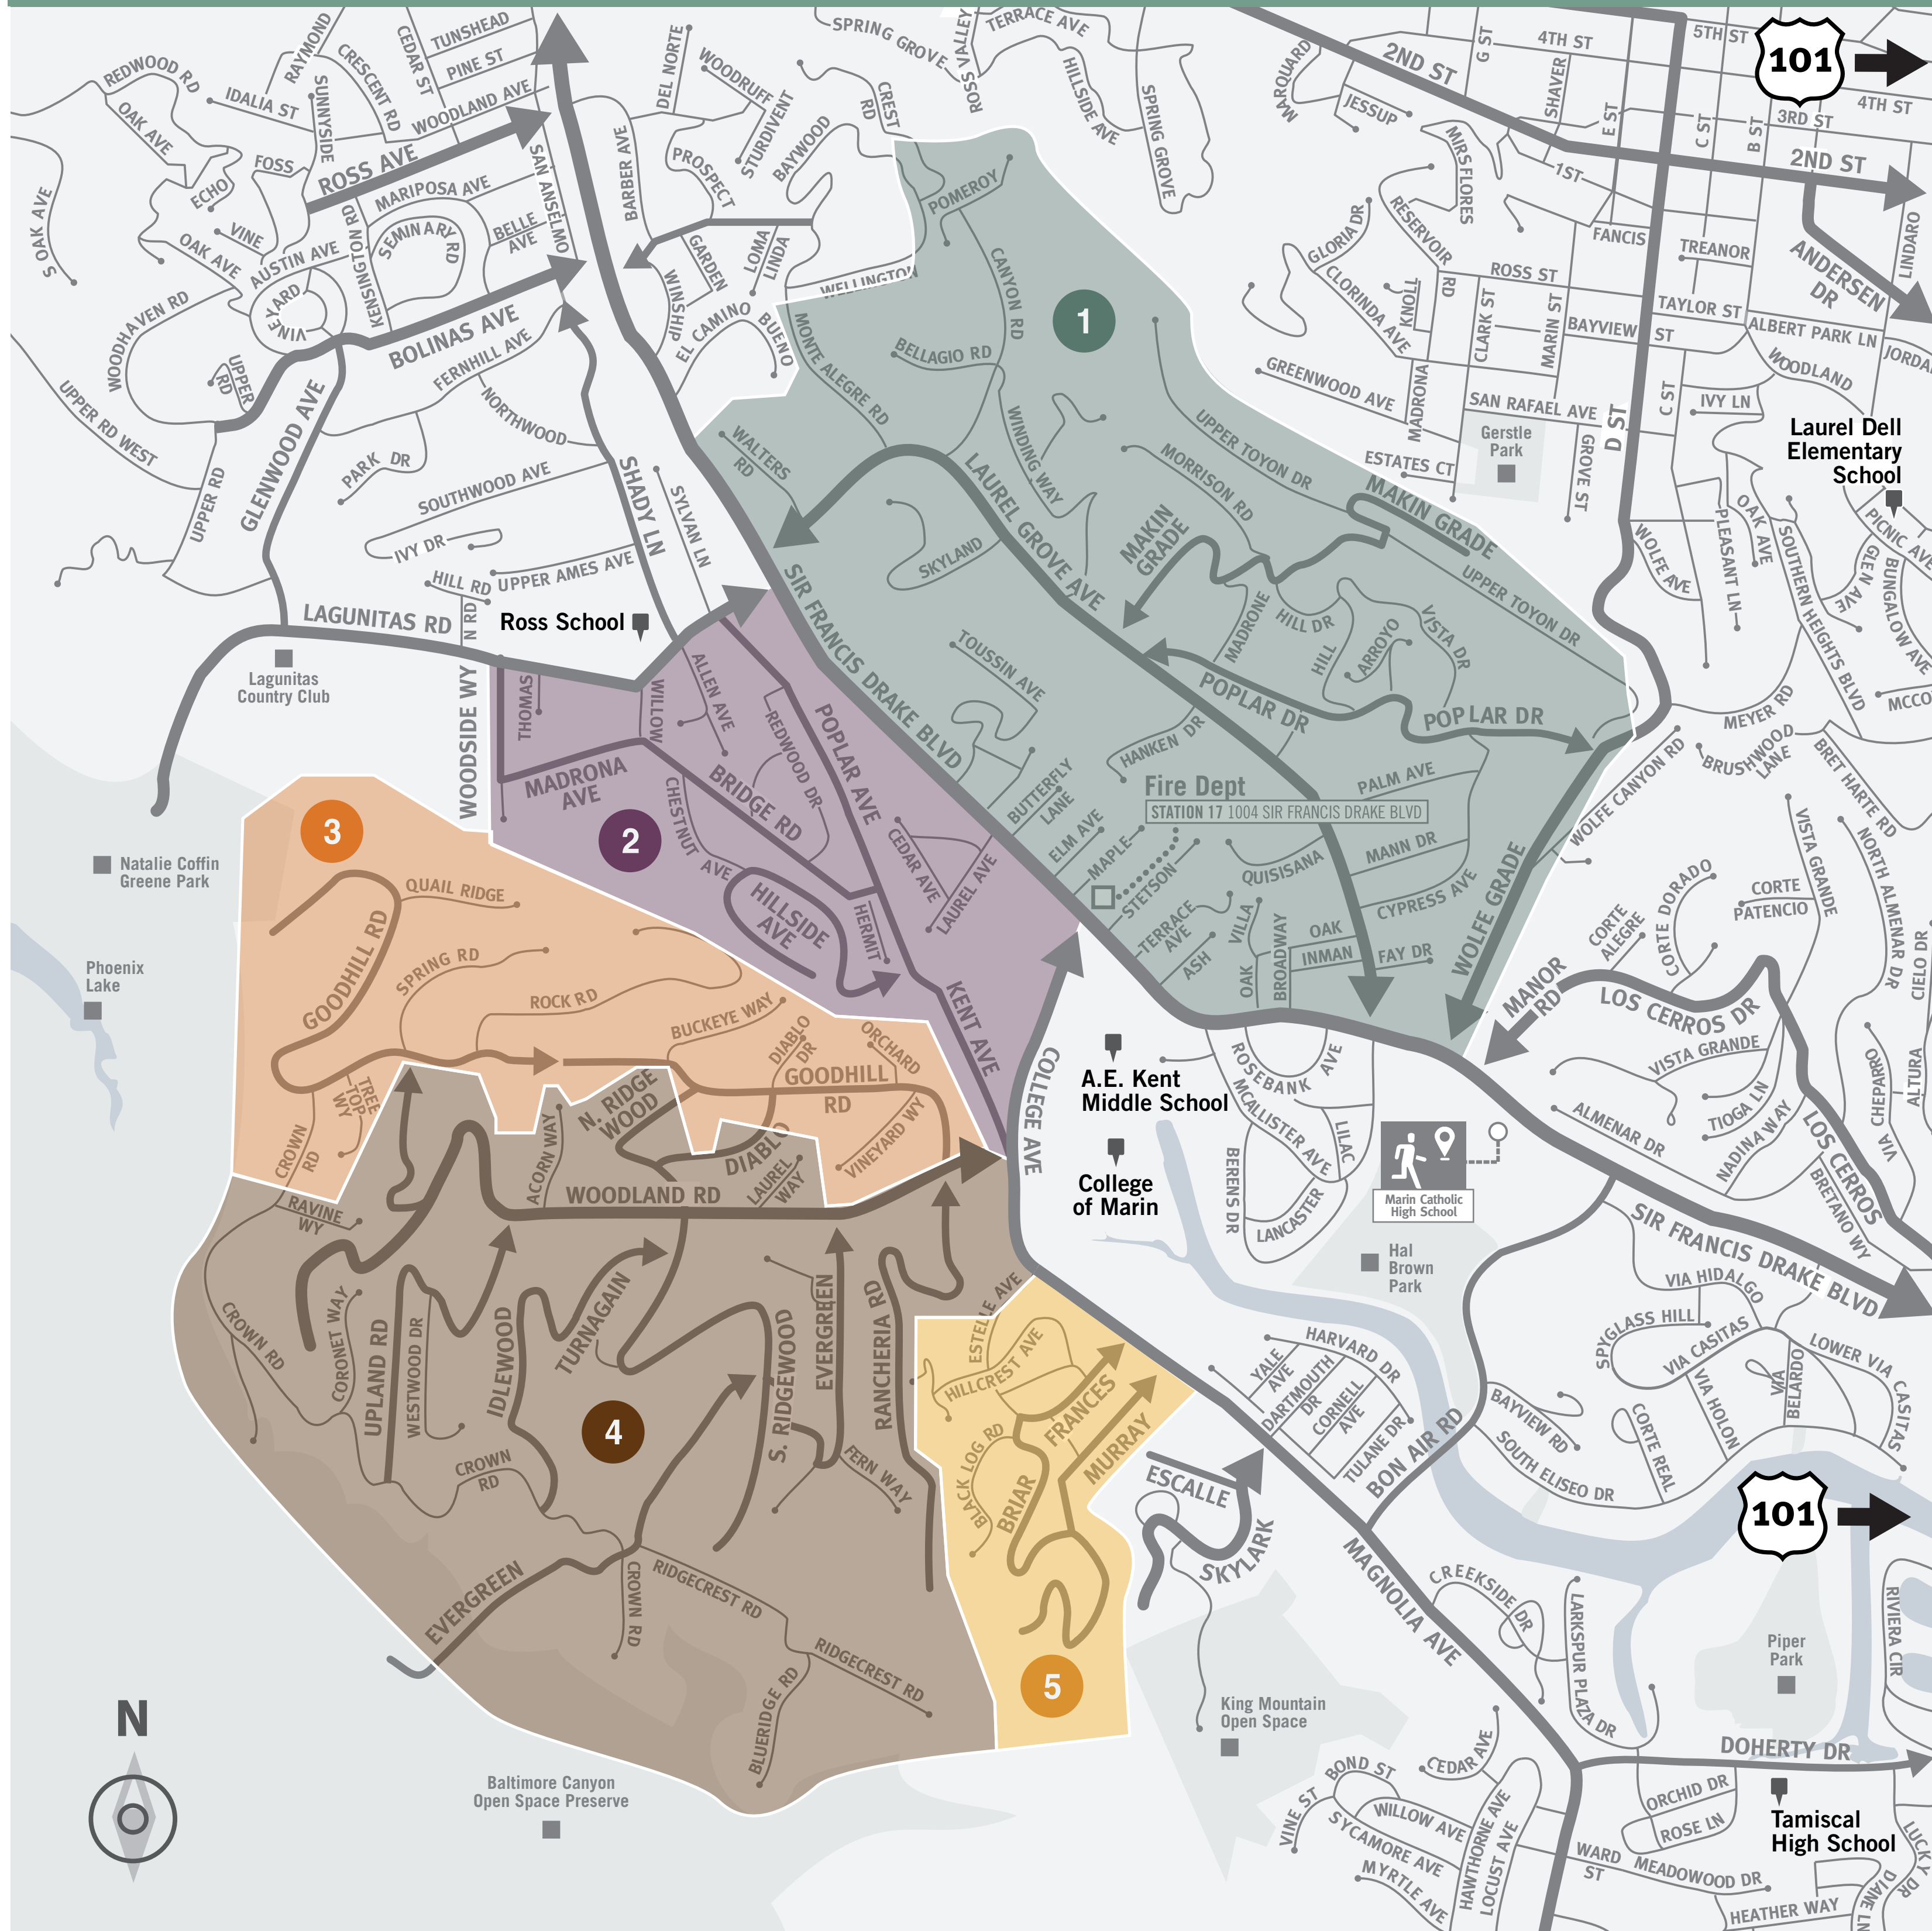 REDWOOD RD
RAYMOND
CRESCENT RD
CEDAR ST
TUNSHEAD
PINE ST
WOODLAND AVE
IDALIA ST
SUNNYSIDE
OAK AVE
FOSS
ECHO
VINE
OAK AVE
S OAK AVE
ROSS AVE
MARIPOSA AVE
SEMINARY RD
BELLE
AVE
SAN ANSELMO
KENSINGTON RD
AUSTIN AVE
VINEYARD
WOODHAVEN RD
UPPER
RD
UPPER RD WEST
UPPER RD
BOLINAS AVE
FERNHILL AVE
GLENWOOD AVE
NORTHWOOD
PARK DR
SOUTHWOOD AVE
IVY DR
HILL RD
UPPER AMES AVE
N RD
SHADY LN
SYLVAN LN
LAGUNITAS RD
Ross School
Lagunitas
Country Club
DEL NORTE
WOODRUFF
STURDIVENT
BAYWOOD
CREST
RD
PROSPECT
BARBER AVE
GARDEN
LOMA
LINDA
WINSHIP
EL CAMINO BUENO
WELLINGTON
SPRING GROVE
ROSS VALLEY
TERRACE AVE
HILLSIDE AVE
SPRING GROVE
MARQUARD
JESSUP
2ND ST
G ST
4TH ST
SHAVER
E ST
5TH ST
101
4TH ST
3RD ST
C ST
B ST
2ND ST
1ST
MIRSFLORES
RESERVOIR
RD
GLORIA DR
CLORINDA AVE
KNOLL
ROSS ST
CLARK ST
MARIN ST
FANCIS
TREANOR
LINDARO
ANDERSEN
DR
TAYLOR ST
BAYVIEW ST
ALBERT PARK LN
WOODLAND
GREENWOOD AVE
MADRONA
SAN RAFAEL AVE
ESTATES CT
Gerstle
Park
GROVE ST
D ST
C ST
IVY LN
Laurel Dell
Elementary
School
PICNIC AVE
GLEN AVE
BUNGALOW AVE
OAK AVE
PLEASANT LN
SOUTHERN HEIGHTS BLVD
WOLFE AVE
MEYER RD
BRUSHWOOD
LANE
BRET HARTE RD
WOLFE CANYON RD
1
POMEROY
CANYON RD
BELLAGIO RD
MONTE ALEGRE RD
WINDING WAY
WALTERS
RD
UPPER TOYON DR
MORRISON RD
MAKIN GRADE
MAKIN
GRADE
LAUREL GROVE AVE
SKYLAND
UPPER TOYON DR
MADRONE
HILL DR
HILL
ARROYO
VISTA DR
POPLAR DR
POPLAR DR
TOUSSIN AVE
HANKEN DR
SIR FRANCIS DRAKE BLVD
BUTTERFLY
LANE
ELM AVE
MAPLE
STETSON
Fire Dept
STATION 17 1004 SIR FRANCIS DRAKE BLVD
PALM AVE
MANN DR
CYPRESS AVE
QUISISANA
TERRACE
AVE
ASH
VILLA
OAK
BROADWAY
OAK
INMAN
FAY DR
WOLFE GRADE
WOODSIDE WY
THOMAS
WILLOW
ALLEN AVE
REDWOOD DR
POPLAR AVE
MADRONA
AVE
BRIDGE RD
2
CHESTNUT AVE
HILLSIDE
AVE
HERMIT
CEDAR AVE
LAUREL AVE
KENT AVE
COLLEGE AVE
3
QUAIL RIDGE
GOODHILL RD
SPRING RD
ROCK RD
BUCKEYE WAY
DIABLO
DR
ORCHARD
GOODHILL
RD
TREE
TOP
WY
CROWN
RD
VINEYARD WY
Natalie Coffin
Greene Park
Phoenix
Lake
N. RIDGE
WOOD
DIABLO
ACORN WAY
LAUREL
WAY
WOODLAND RD
RAVINE
WY
CROWN RD
CORONET WAY
UPLAND RD
WESTWOOD DR
IDLEWOOD
TURNAGAIN
S. RIDGEWOOD
EVERGREEN
RANCHERIA RD
FERN WAY
4
CROWN
RD
EVERGREEN
CROWN RD
RIDGECREST RD
RIDGECREST RD
BLUERIDGE RD
ESTELLE AVE
HILLCREST AVE
FRANCES
MURRAY
BLACK LOG RD
BRIAR
5
N
Baltimore Canyon
Open Space Preserve
A.E. Kent
Middle School
College
of Marin
ROSEBANK AVE
MCALLISTER AVE
LILAC
BERENS DR
LANCASTER
Marin Catholic
High School
Hal
Brown
Park
MANOR
RD
LOS CERROS DR
CORTE
ALEGRE
CORTE DORADO
CORTE
PATENCIO
VISTA GRANDE
NORTH ALMENAR DR
CIELO DR
VISTA GRANDE
TIOGA LN
NADINA WAY
ALMENAR DR
LOS CERROS
BRETANO WY
VIA CHEPARRO
ALTURA
SIR FRANCIS DRAKE BLVD
VIA HIDALGO
SPYGLASS HILL
VIA CASITAS
VIA HOLON
VIA
BELARDO
LOWER VIA CASITAS
BAYVIEW RD
CORTE REAL
SOUTH ELISEO DR
BON AIR RD
HARVARD DR
YALE
AVE
DARTMOUTH
DR
CORNELL
AVE
TULANE DR
ESCALLE
SKYLARK
MAGNOLIA AVE
101
CREEKSIDE DR
LARKSPUR PLAZA DR
Piper
Park
RIVIERA CIR
King Mountain
Open Space
DOHERTY DR
Tamiscal
High School
CEDAR AVE
BOND ST
VINE ST
WILLOW AVE
SYCAMORE AVE
MYRTLE AVE
HAWTHORNE AVE
LOCUST AVE
ORCHID DR
ROSE LN
WARD
ST
MEADOWOOD DR
HEATHER WAY
DIANE LN
LUCKY DR